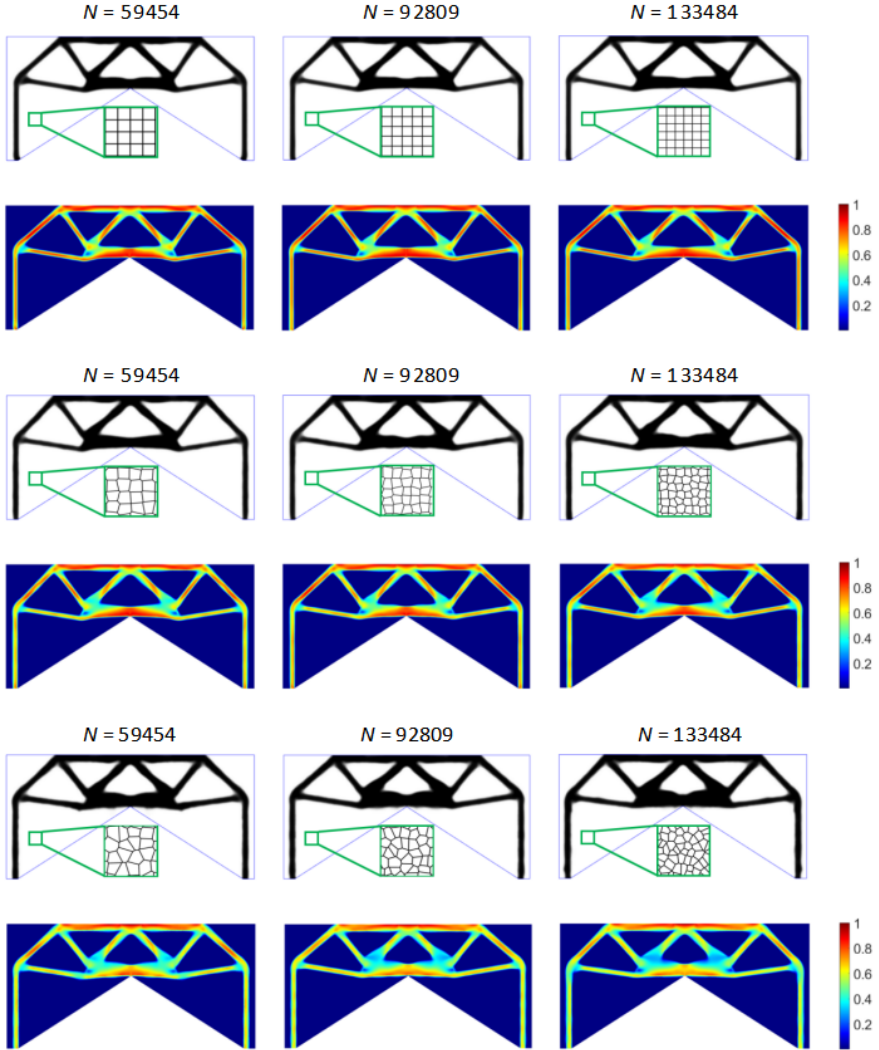 N = 59454
N = 92809
N = 133484
1
0.8
0.6
0.4
0.2
N = 59454
N = 92809
N = 133484
1
0.8
0.6
0.4
0.2
N = 59454
N = 92809
N = 133484
1
0.8
0.6
0.4
0.2